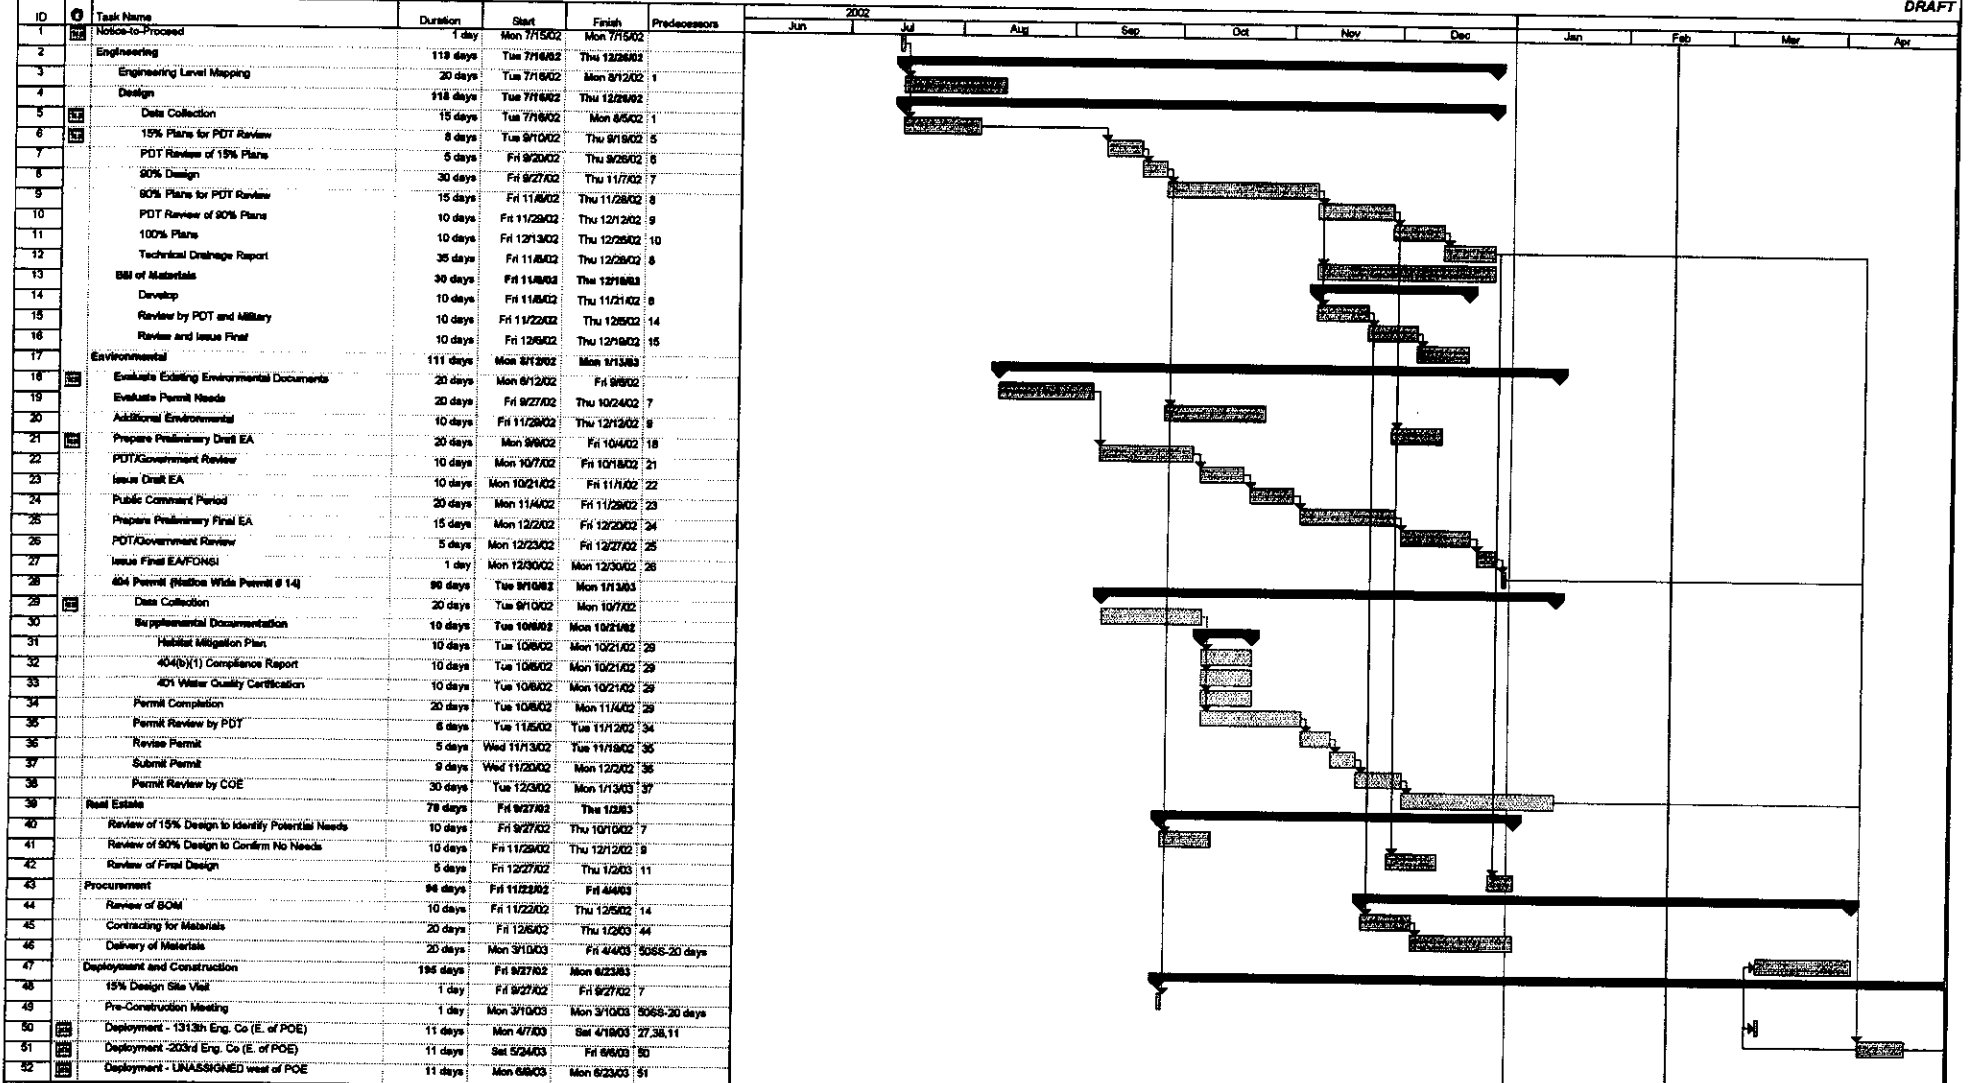 DRAFT
ID Task Name Duration Start Finish Predecessors 2002
Jun Jul Aug Sep Oct Nov Dec Jan Feb Mar Apr
1 Notice-to-Proceed 1 day Mon 7/15/02 Mon 7/15/02
2 Engineering 118 days Tue 7/16/02 Thu 12/26/02
3 Engineering Level Mapping 20 days Tue 7/16/02 Mon 8/12/02 1
4 Design 118 days Tue 7/16/02 Thu 12/26/02
5 Data Collection 15 days Tue 7/16/02 Mon 8/5/02 1
6 15% Plans for PDT Review 8 days Tue 9/10/02 Thu 9/19/02 5
7 PDT Review of 15% Plans 5 days Fri 9/20/02 Thu 9/26/02 6
8 90% Design 30 days Fri 9/27/02 Thu 11/7/02 7
9 90% Plans for PDT Review 15 days Fri 11/8/02 Thu 11/28/02 8
10 PDT Review of 90% Plans 10 days Fri 11/29/02 Thu 12/12/02 9
11 100% Plans 10 days Fri 12/13/02 Thu 12/26/02 10
12 Technical Drainage Report 35 days Fri 11/8/02 Thu 12/26/02 8
13 Bill of Materials 30 days Fri 11/8/02 Thu 12/19/02
14 Develop 10 days Fri 11/8/02 Thu 11/21/02 8
15 Review by PDT and Military 10 days Fri 11/22/02 Thu 12/5/02 14
16 Review and Issue Final 10 days Fri 12/6/02 Thu 12/19/02 15
17 Environmental 111 days Mon 8/12/02 Mon 1/13/03
18 Evaluate Existing Environmental Documents 20 days Mon 8/12/02 Fri 9/6/02
19 Evaluate Permit Needs 20 days Fri 9/27/02 Thu 10/24/02 7
20 Additional Environmental 10 days Fri 11/29/02 Thu 12/12/02 9
21 Prepare Preliminary Draft EA 20 days Mon 9/9/02 Fri 10/4/02 18
22 PDT/Government Review 10 days Mon 10/7/02 Fri 10/18/02 21
23 Issue Draft EA 10 days Mon 10/21/02 Fri 11/1/02 22
24 Public Comment Period 20 days Mon 11/4/02 Fri 11/29/02 23
25 Prepare Preliminary Final EA 15 days Mon 12/2/02 Fri 12/20/02 24
26 PDT/Government Review 5 days Mon 12/23/02 Fri 12/27/02 25
27 Issue Final EA/FONSI 1 day Mon 12/30/02 Mon 12/30/02 26
28 404 Permit (Nation Wide Permit # 14) 90 days Tue 9/10/02 Mon 1/13/03
29 Data Collection 20 days Tue 9/10/02 Mon 10/7/02
30 Supplemental Documentation 10 days Tue 10/8/02 Mon 10/21/02
31 Habitat Mitigation Plan 10 days Tue 10/8/02 Mon 10/21/02 29
32 404(b)(1) Compliance Report 10 days Tue 10/8/02 Mon 10/21/02 29
33 401 Water Quality Certification 10 days Tue 10/8/02 Mon 10/21/02 29
34 Permit Completion 20 days Tue 10/8/02 Mon 11/4/02 29
35 Permit Review by PDT 6 days Tue 11/5/02 Tue 11/12/02 34
36 Revise Permit 5 days Wed 11/13/02 Tue 11/19/02 35
37 Submit Permit 9 days Wed 11/20/02 Mon 12/2/02 36
38 Permit Review by COE 30 days Tue 12/3/02 Mon 1/13/03 37
39 Real Estate 70 days Fri 9/27/02 Thu 1/2/03
40 Review of 15% Design to Identify Potential Needs 10 days Fri 9/27/02 Thu 10/10/02 7
41 Review of 90% Design to Confirm No Needs 10 days Fri 11/29/02 Thu 12/12/02 9
42 Review of Final Design 5 days Fri 12/27/02 Thu 1/2/03 11
43 Procurement 96 days Fri 11/22/02 Fri 4/4/03
44 Review of BOM 10 days Fri 11/22/02 Thu 12/5/02 14
45 Contracting for Materials 20 days Fri 12/6/02 Thu 1/2/03 44
46 Delivery of Materials 20 days Mon 3/10/03 Fri 4/4/03 50SS-20 days
47 Deployment and Construction 195 days Fri 9/27/02 Mon 6/23/03
48 15% Design Site Visit 1 day Fri 9/27/02 Fri 9/27/02 7
49 Pre-Construction Meeting 1 day Mon 3/10/03 Mon 3/10/03 50SS-20 days
50 Deployment - 1313th Eng. Co (E. of POE) 11 days Mon 4/7/03 Sat 4/19/03 27,38,11
51 Deployment -203rd Eng. Co (E. of POE) 11 days Sat 5/24/03 Fri 6/6/03 50
52 Deployment - UNASSIGNED west of POE 11 days Mon 6/9/03 Mon 6/23/03 51